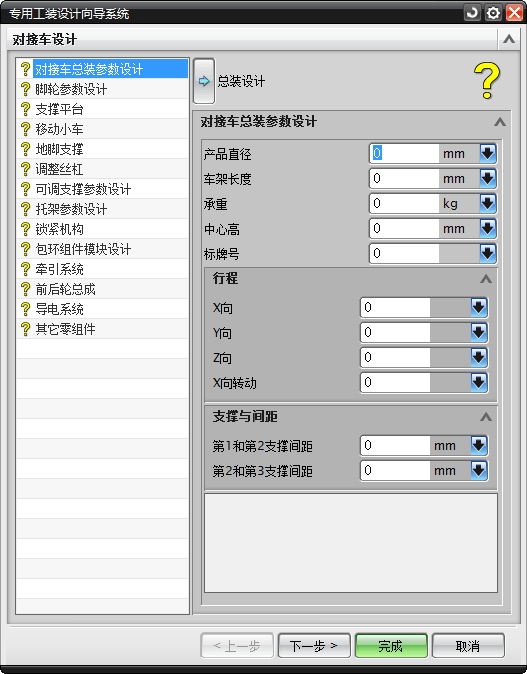 专用工装设计向导系统
对接车设计
对接车总装参数设计
脚轮参数设计
支撑平台
移动小车
地脚支撑
调整丝杠
可调支撑参数设计
托架参数设计
锁紧机构
包环组件模块设计
牵引系统
前后轮总成
导电系统
其它零组件
总装设计
对接车总装参数设计
产品直径 0 mm
车架长度 0 mm
承重 0 kg
中心高 0 mm
标牌号 0
行程
X向 0
Y向 0
Z向 0
X向转动 0
支撑与间距
第1和第2支撑间距 0 mm
第2和第3支撑间距 0 mm
< 上一步 下一步 > 完成 取消